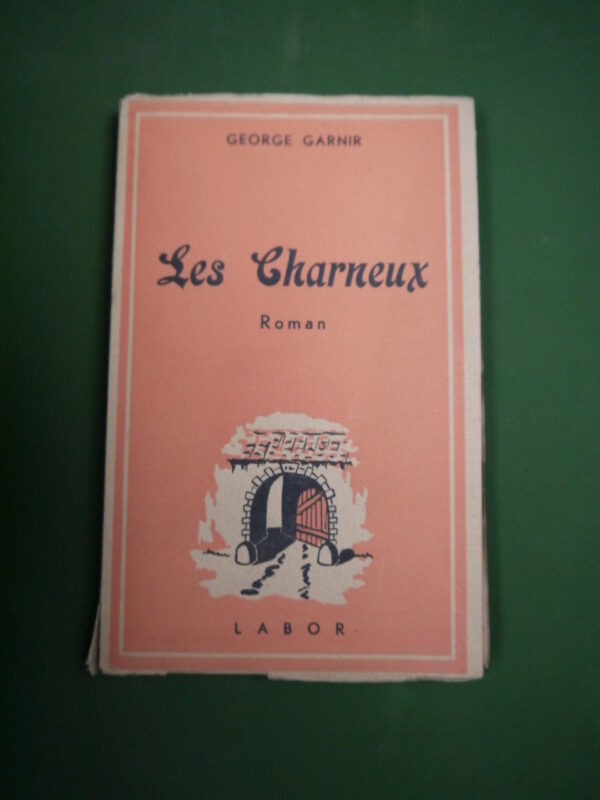 GEORGE GARNIR
Les Charneux
Roman
LABOR